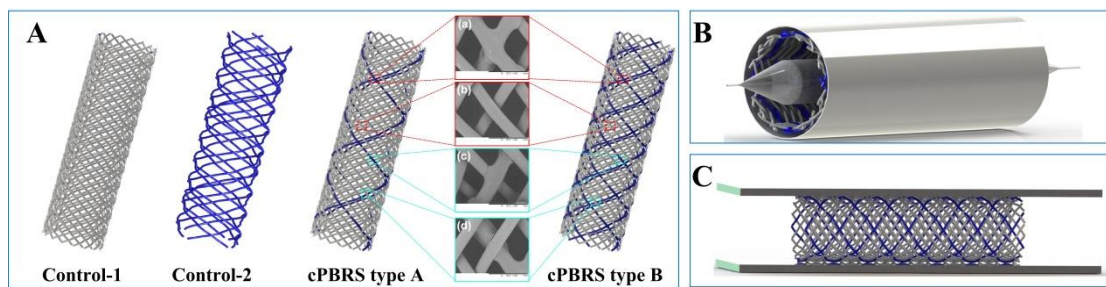 A
(a)
(b)
(c)
(d)
Control-1
Control-2
cPBRS type A
cPBRS type B
B
C